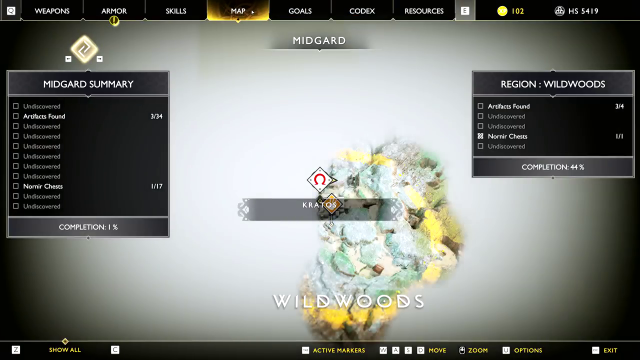 WEAPONS ARMOR SKILLS MAP GOALS CODEX RESOURCES E 102 HS 5419
MIDGARD
MIDGARD SUMMARY
Undiscovered
Artifacts Found 3/34
Undiscovered
Undiscovered
Undiscovered
Undiscovered
Undiscovered
Undiscovered
Nornir Chests 1/17
Undiscovered
Undiscovered
COMPLETION: 1 %
REGION : WILDWOODS
Artifacts Found 3/4
Undiscovered
Undiscovered
Nornir Chests 1/1
Undiscovered
COMPLETION: 44 %
KRATOS
WILDWOODS
Z SHOW ALL C ACTIVE MARKERS W A S D MOVE ZOOM U OPTIONS EXIT